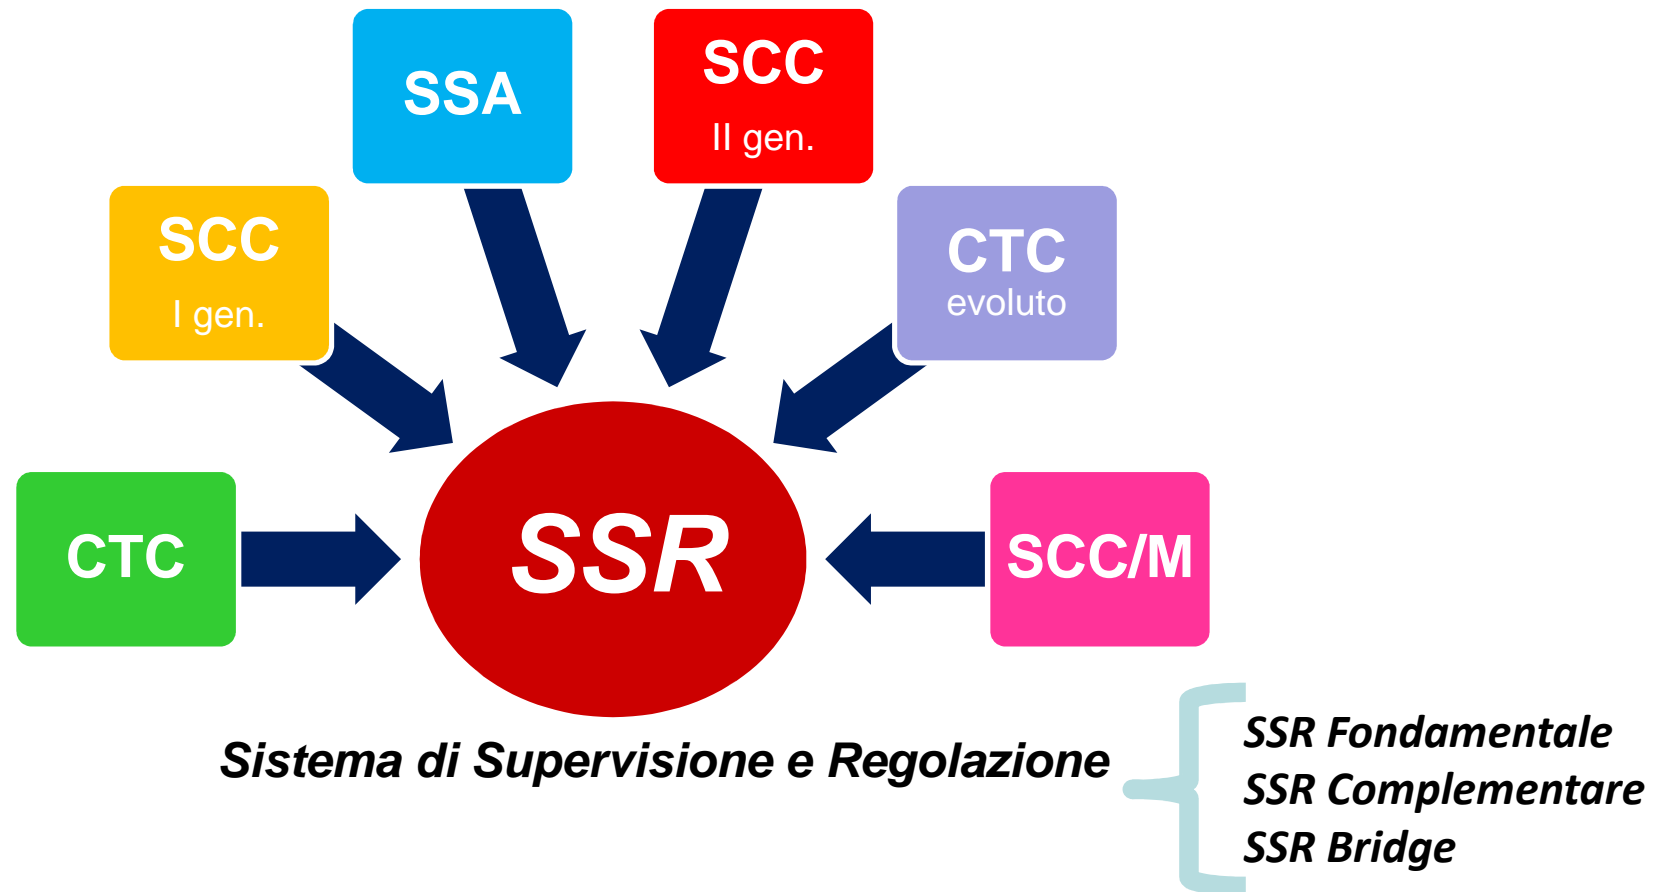 SSA
SCC
II gen.
SCC
I gen.
CTC
evoluto
CTC
SSR
SCC/M
Sistema di Supervisione e Regolazione
SSR Fondamentale
SSR Complementare
SSR Bridge